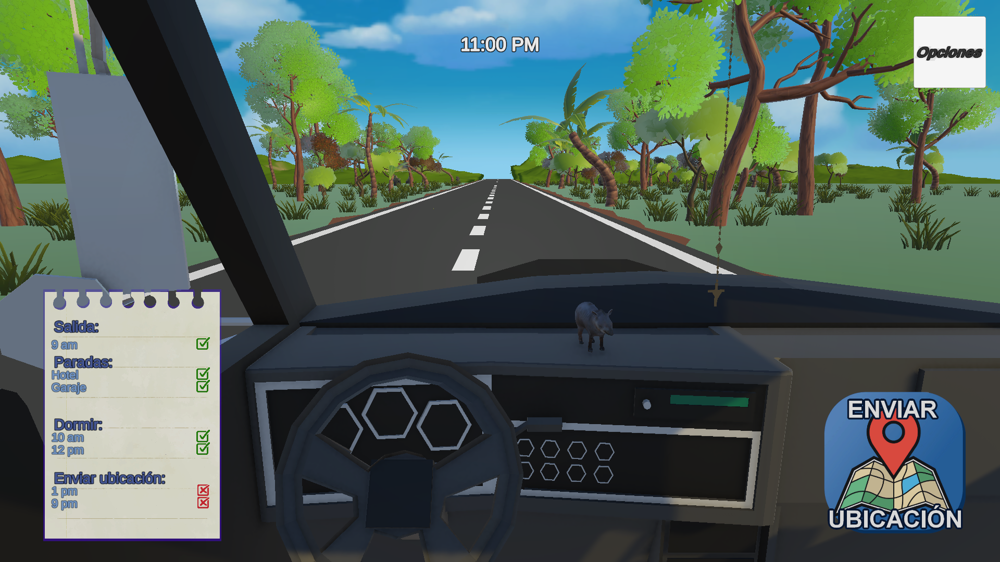 11:00 PM
Opciones
Salida:
9 am
Paradas:
Hotel
Garaje
Dormir:
10 am
12 pm
Enviar ubicación:
1 pm
9 pm
ENVIAR
UBICACIÓN